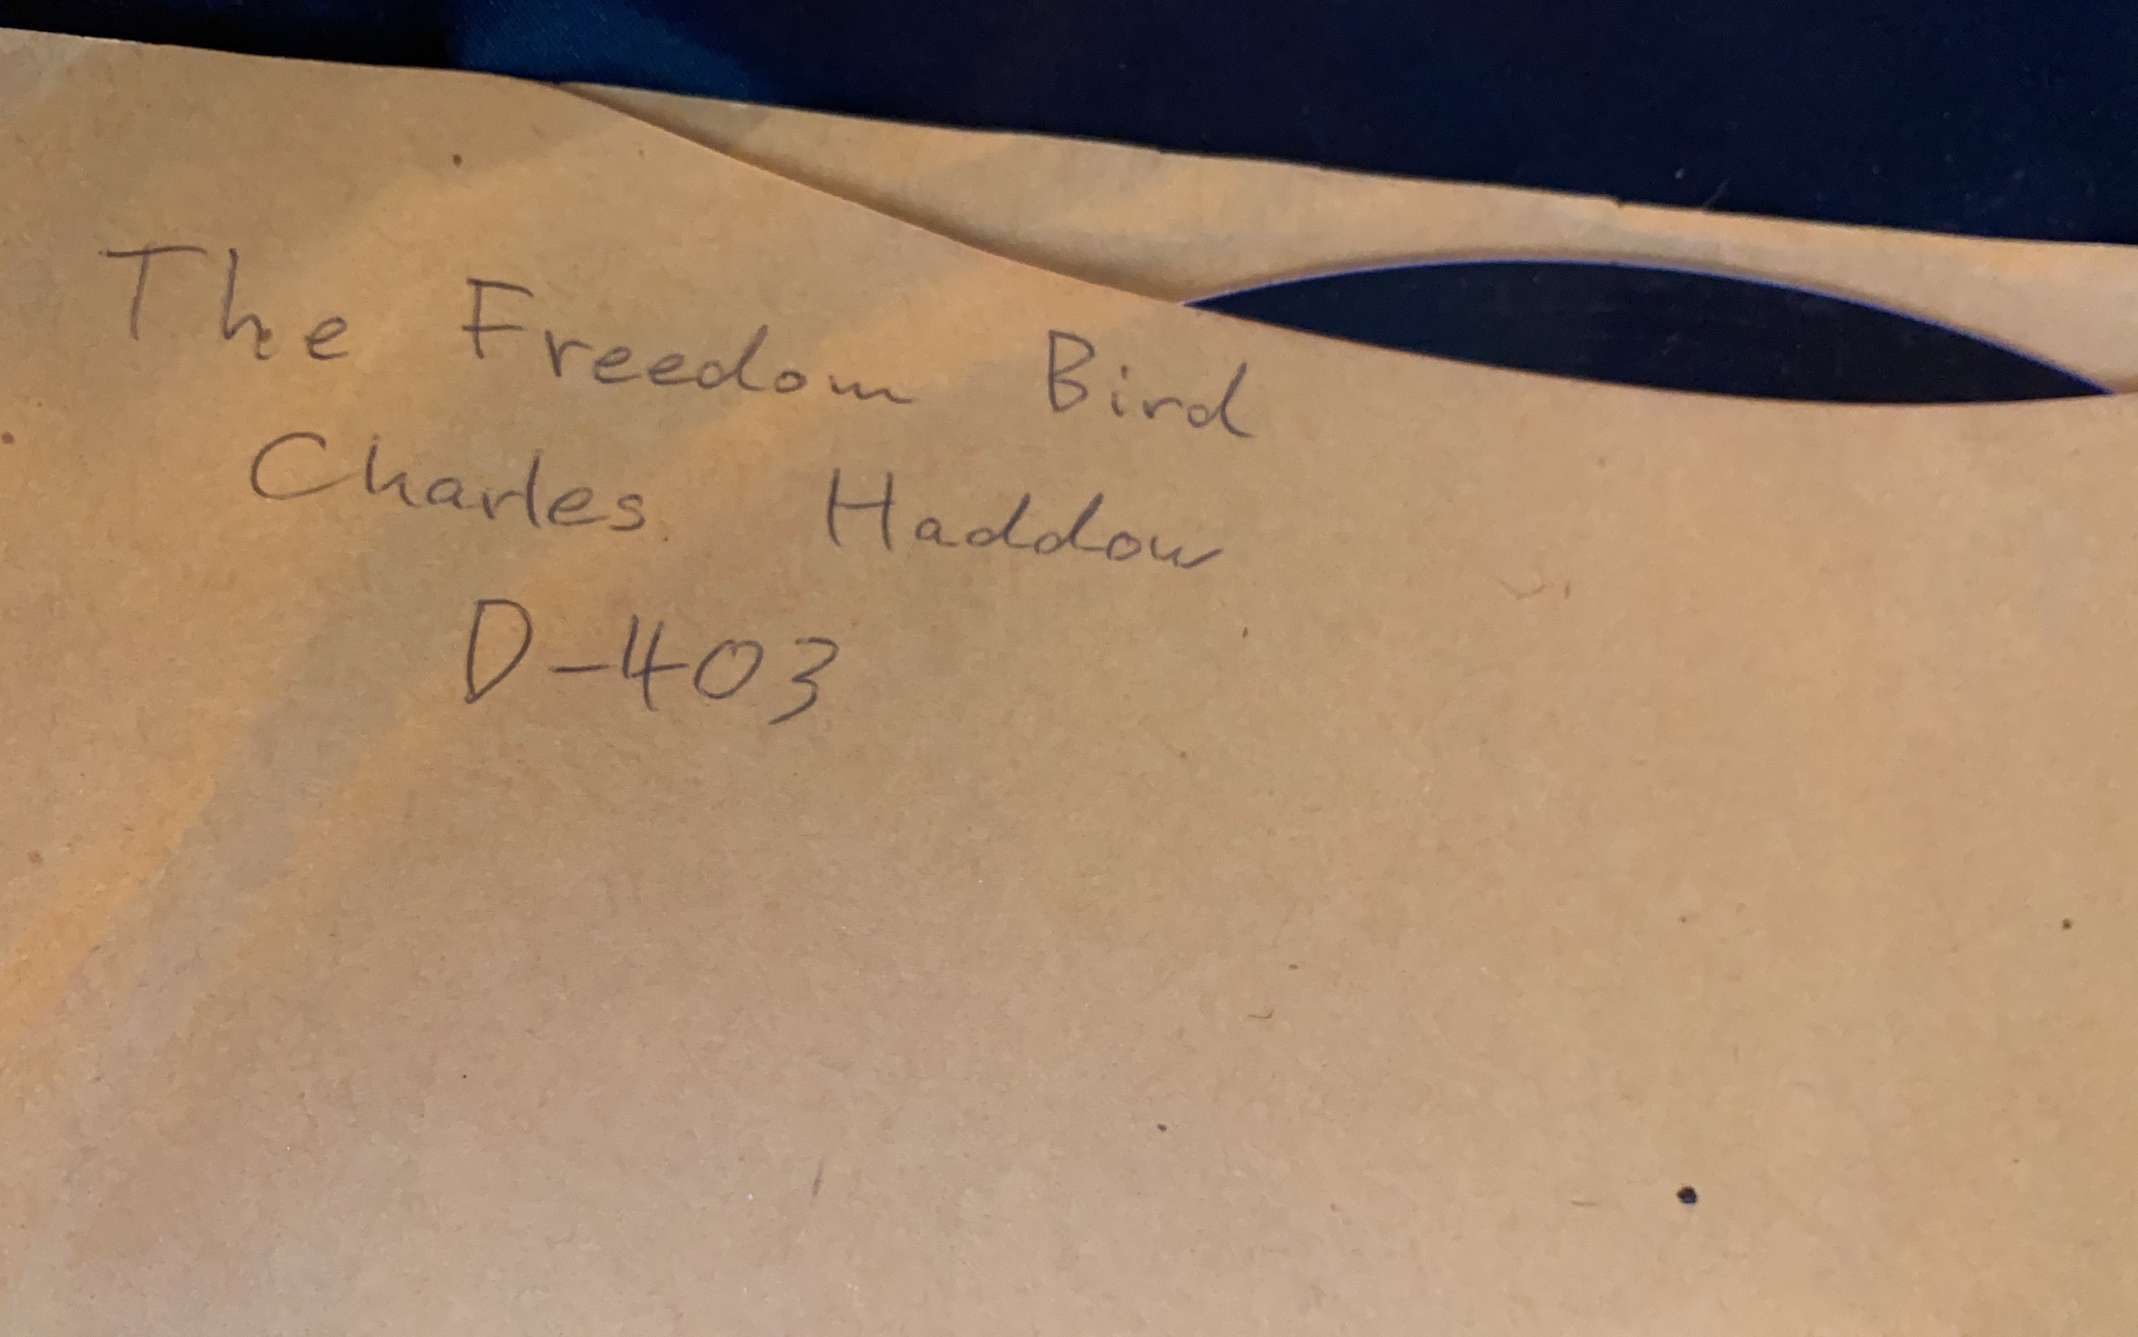 The Freedom Bird
Charles Haddow
D-403